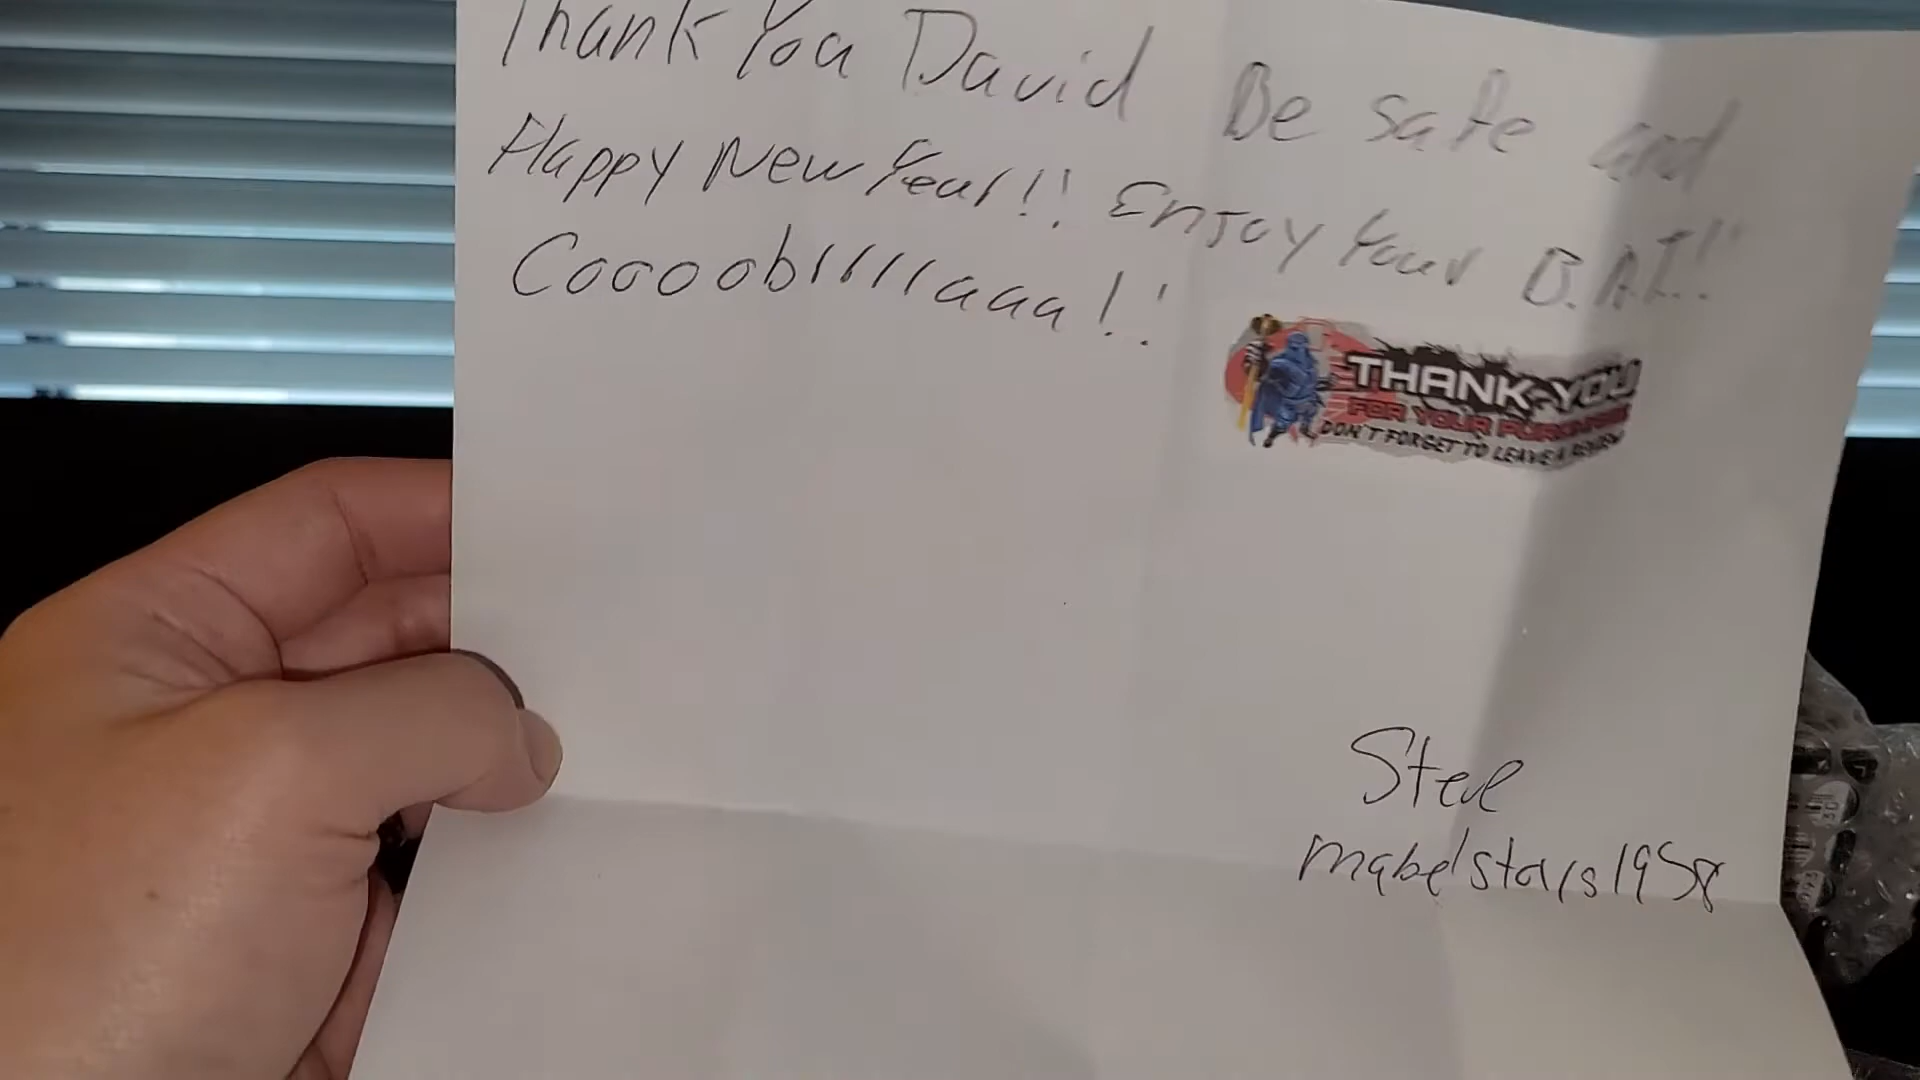 Thank You David Be safe and
Happy New Year!! Enjoy Your B.A.T.!!
Cooooobrrrraaaa!!
THANK YOU
FOR YOUR PURCHASE
DON'T FORGET TO LEAVE A REVIEW
Steve
mabelstars1958